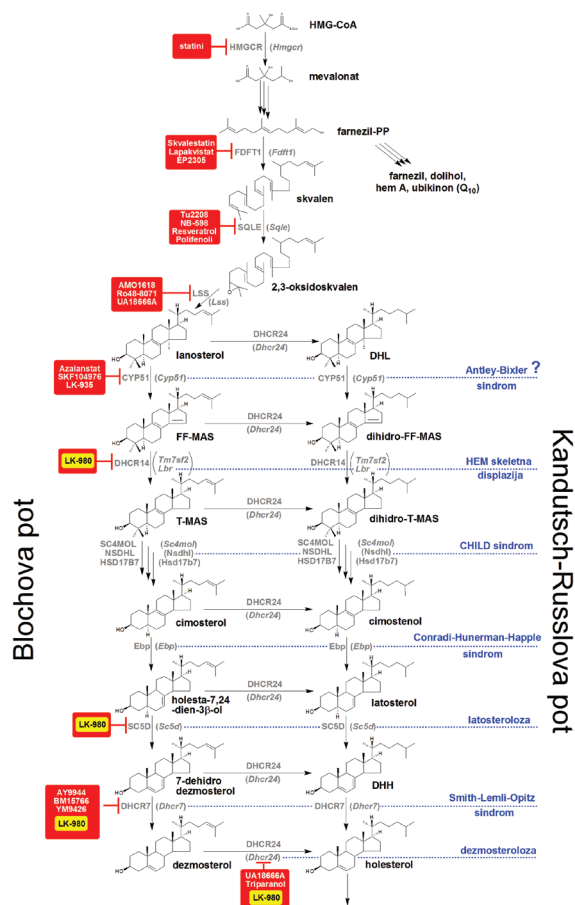 HMG-CoA
statini
HMGCR (Hmgcr)
mevalonat
farnezil-PP
Skvalestatin
Lapakvistat
EP2305
FDFT1 (Fdft1)
farnezil, dolihol,
hem A, ubikinon (Q10)
skvalen
Tu2208
NB-598
Resveratrol
Polifenoli
SQLE (Sqle)
2,3-oksidoskvalen
AMO1618
Ro48-8071
UA18666A
LSS (Lss)
lanosterol
DHCR24
(Dhcr24)
DHL
Azalanstat
SKF104976
LK-935
CYP51 (Cyp51)
CYP51 (Cyp51)
Antley-Bixler ?
sindrom
FF-MAS
DHCR24
(Dhcr24)
dihidro-FF-MAS
LK-980
DHCR14 (Tm7sf2
Lbr)
DHCR14 (Tm7sf2
Lbr)
HEM skeletna
displazija
T-MAS
DHCR24
(Dhcr24)
dihidro-T-MAS
SC4MOL (Sc4mol)
NSDHL (Nsdhl)
HSD17B7 (Hsd17b7)
SC4MOL (Sc4mol)
NSDHL (Nsdhl)
HSD17B7 (Hsd17b7)
CHILD sindrom
cimosterol
DHCR24
(Dhcr24)
cimostenol
Ebp (Ebp)
Ebp (Ebp)
Conradi-Hunerman-Happle
sindrom
holesta-7,24
-dien-3β-ol
DHCR24
(Dhcr24)
latosterol
LK-980
SC5D (Sc5d)
SC5D (Sc5d)
latosteroloza
7-dehidro
dezmosterol
DHCR24
(Dhcr24)
DHH
AY9944
BM15766
YM9426
LK-980
DHCR7 (Dhcr7)
DHCR7 (Dhcr7)
Smith-Lemli-Opitz
sindrom
dezmosterol
DHCR24
(Dhcr24)
holesterol
dezmosteroloza
UA18666A
Triparanol
LK-980
Blochova pot
Kandutsch-Russlova pot